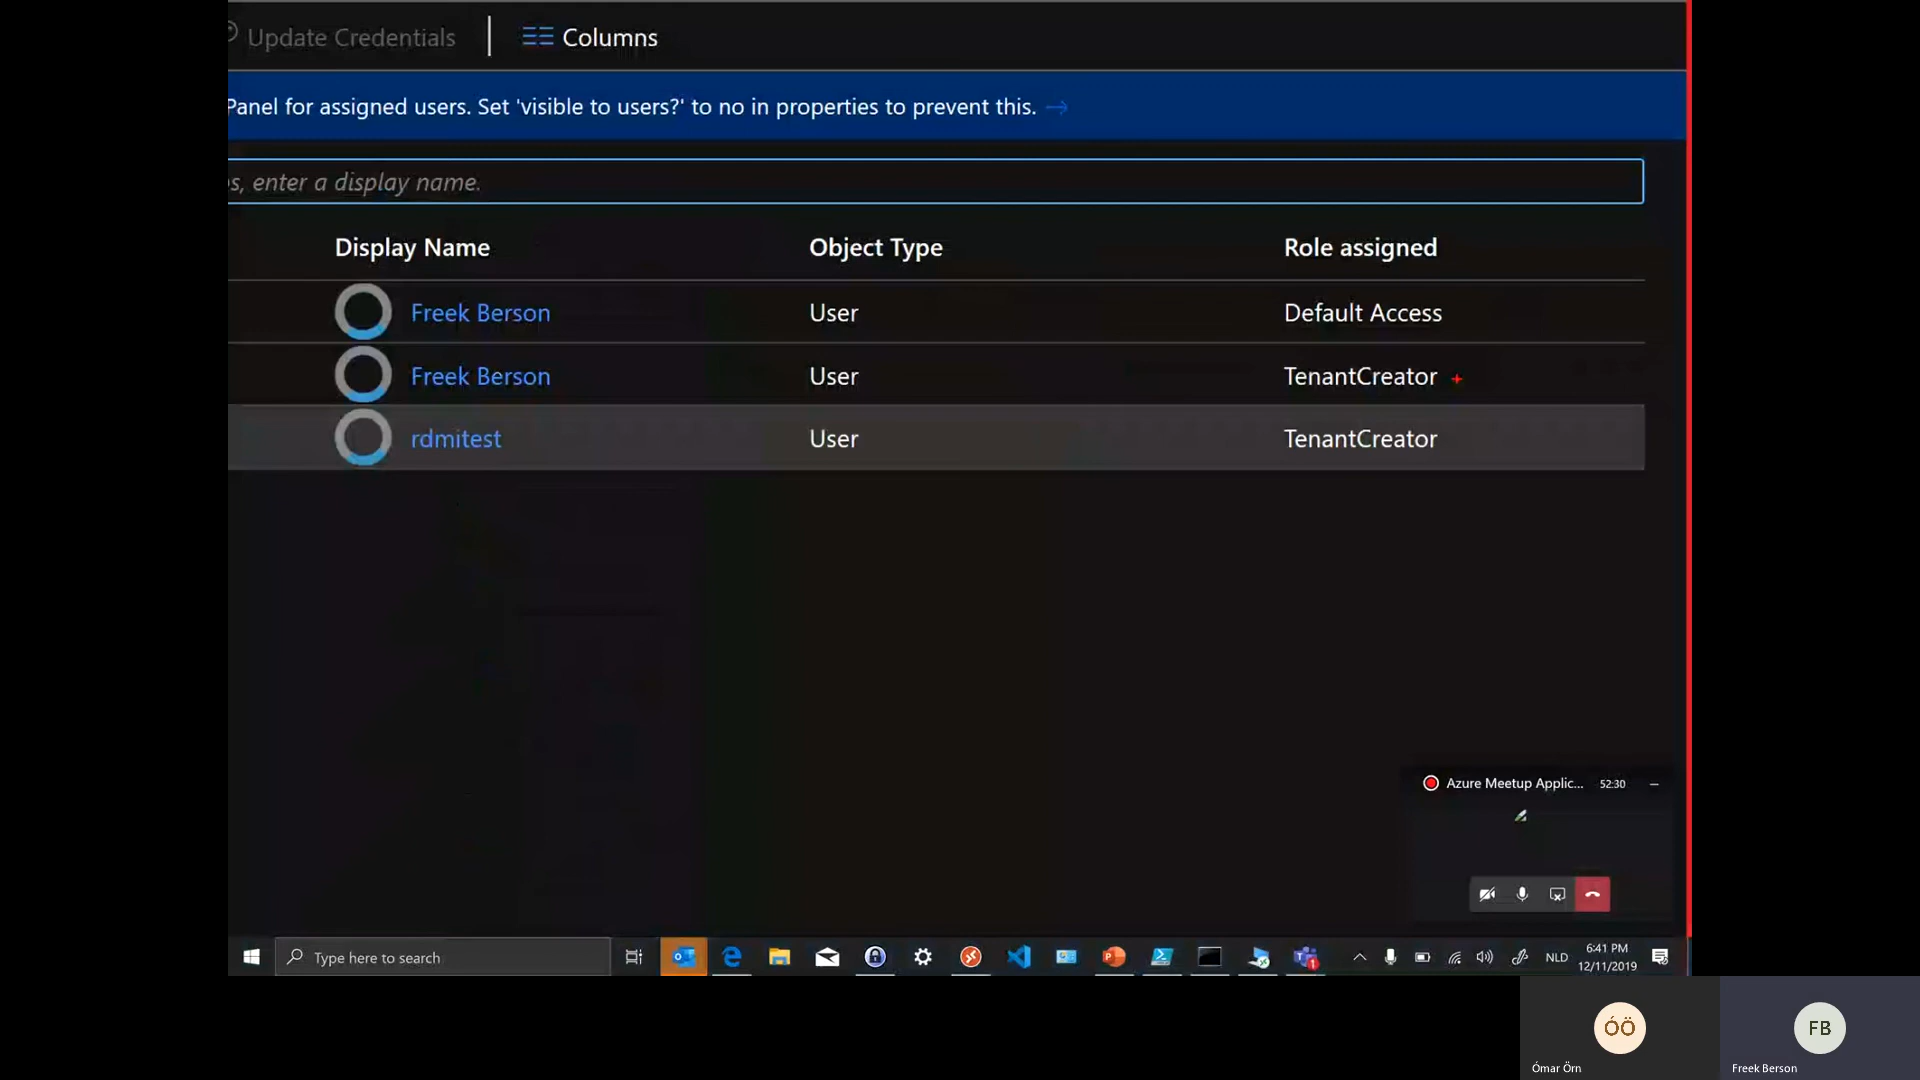 Update Credentials
Columns
Panel for assigned users. Set 'visible to users?' to no in properties to prevent this. →
enter a display name.
Display Name Object Type Role assigned
Freek Berson User Default Access
Freek Berson User TenantCreator
rdmitest User TenantCreator
Azure Meetup Applic... 52:30
Type here to search
NLD
6:41 PM
12/11/2019
1
ÓÖ
Ómar Örn
FB
Freek Berson